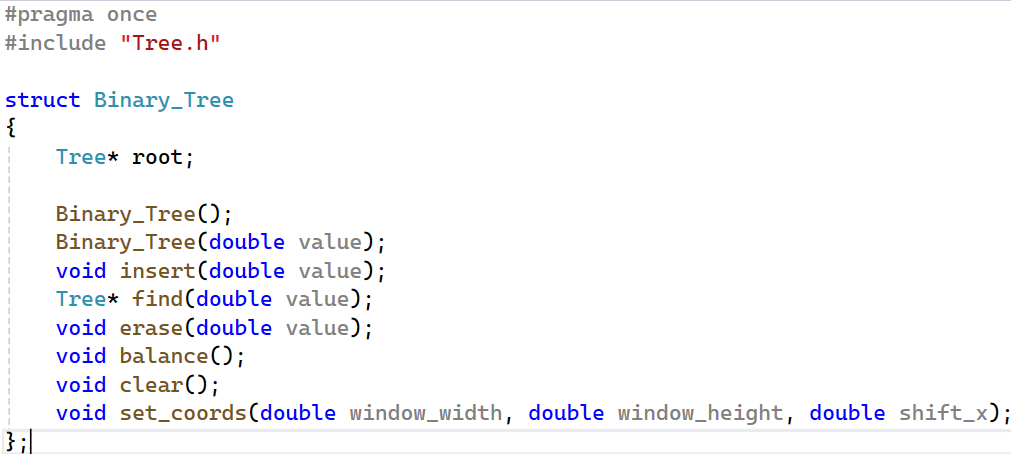 #pragma once
#include "Tree.h"
struct Binary_Tree
{
Tree* root;
Binary_Tree();
Binary_Tree(double value);
void insert(double value);
Tree* find(double value);
void erase(double value);
void balance();
void clear();
void set_coords(double window_width, double window_height, double shift_x);
};